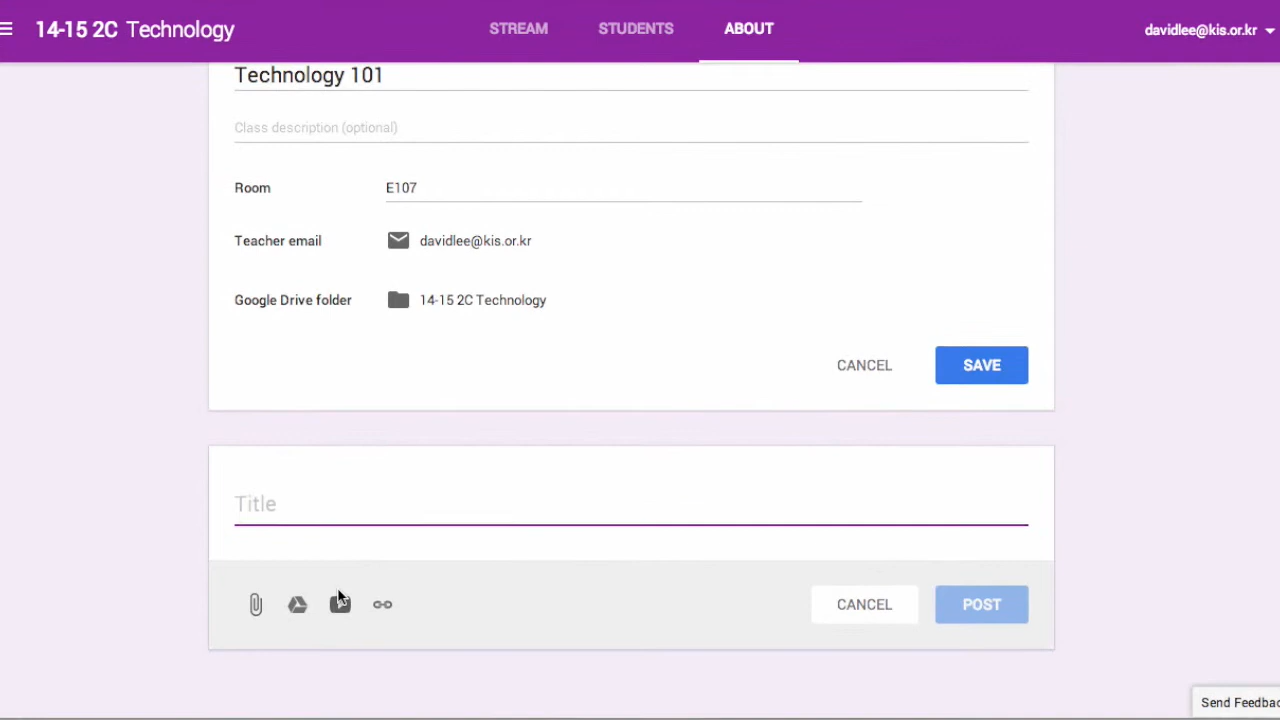 14-15 2C Technology STREAM STUDENTS ABOUT davidlee@kis.or.kr
Technology 101
Class description (optional)
Room E107
Teacher email davidlee@kis.or.kr
Google Drive folder 14-15 2C Technology
CANCEL SAVE
Title
CANCEL POST
Send Feedbac